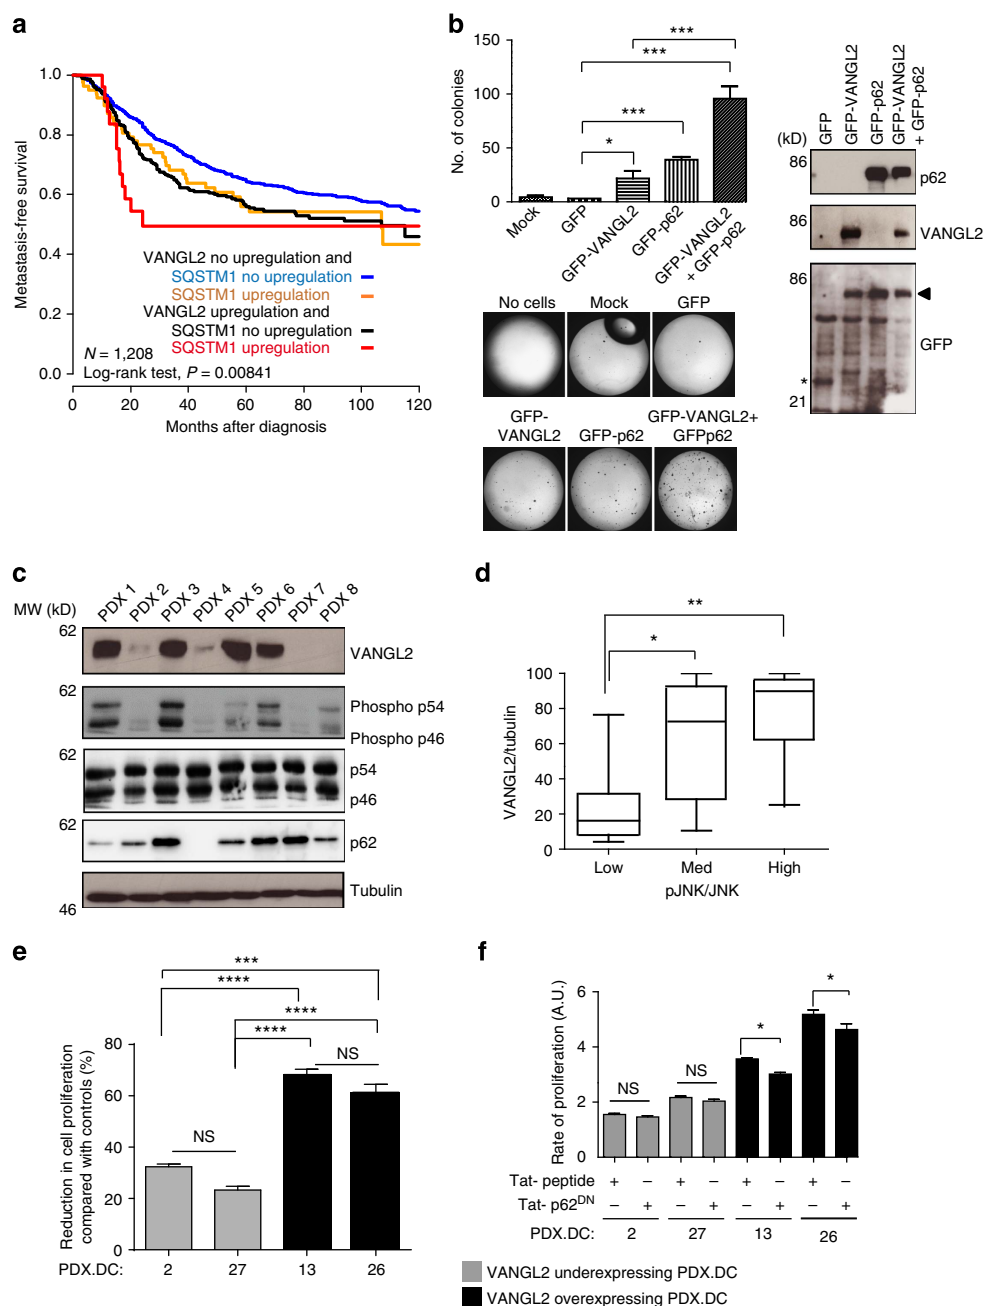 a
Metastasis-free survival
1.0
0.8
0.6
0.4
0.2
0.0
VANGL2 no upregulation and
SQSTM1 no upregulation
SQSTM1 upregulation
VANGL2 upregulation and
SQSTM1 no upregulation
SQSTM1 upregulation
N = 1,208
Log-rank test, P = 0.00841
0 20 40 60 80 100 120
Months after diagnosis
b
No. of colonies
150
100
50
0
***
***
***
*
Mock
GFP
GFP-VANGL2
GFP-p62
GFP-VANGL2
+ GFP-p62
No cells
Mock
GFP
GFP-
VANGL2
GFP-p62
GFP-VANGL2+
GFPp62
GFP
GFP-VANGL2
GFP-p62
GFP-VANGL2
+ GFP-p62
(kD)
86
p62
86
VANGL2
86
GFP
*
21
c
MW (kD)
PDX 1
PDX 2
PDX 3
PDX 4
PDX 5
PDX 6
PDX 7
PDX 8
62
VANGL2
62
Phospho p54
Phospho p46
62
p54
p46
62
p62
Tubulin
46
d
VANGL2/tubulin
100
80
60
40
20
0
**
*
Low Med High
pJNK/JNK
e
Reduction in cell proliferation
compared with controls (%)
80
60
40
20
0
***
****
****
****
NS
NS
PDX.DC: 2 27 13 26
f
Rate of proliferation (A.U.)
6
4
2
0
NS
NS
*
*
Tat- peptide + − + − + − + −
Tat- p62DN − + − + − + − +
PDX.DC: 2 27 13 26
VANGL2 underexpressing PDX.DC
VANGL2 overexpressing PDX.DC